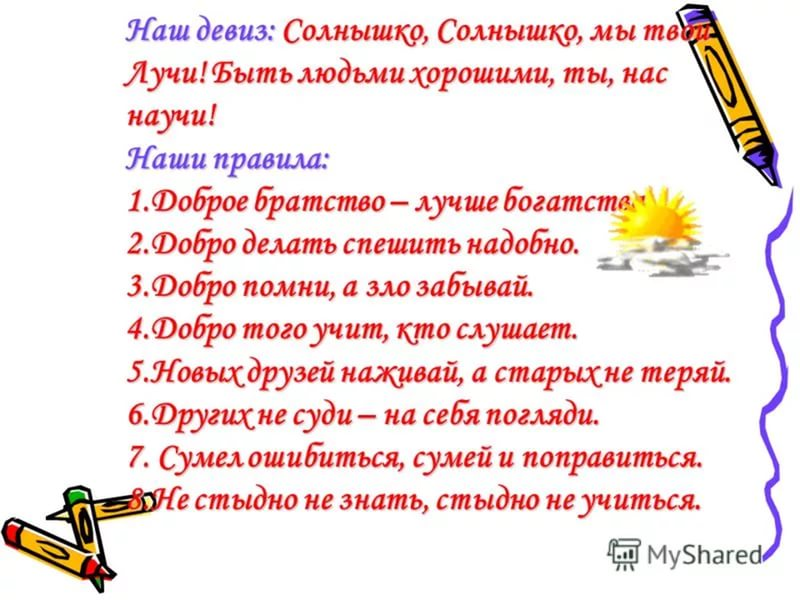 Наш девиз: Солнышко, Солнышко, мы твои
Лучи! Быть людьми хорошими, ты, нас
научи!
Наши правила:
1.Доброе братство – лучше богатства.
2.Добро делать спешить надобно.
3.Добро помни, а зло забывай.
4.Добро того учит, кто слушает.
5.Новых друзей наживай, а старых не теряй.
6.Других не суди – на себя погляди.
7. Сумел ошибиться, сумей и поправиться.
8.Не стыдно не знать, стыдно не учиться.
MyShared